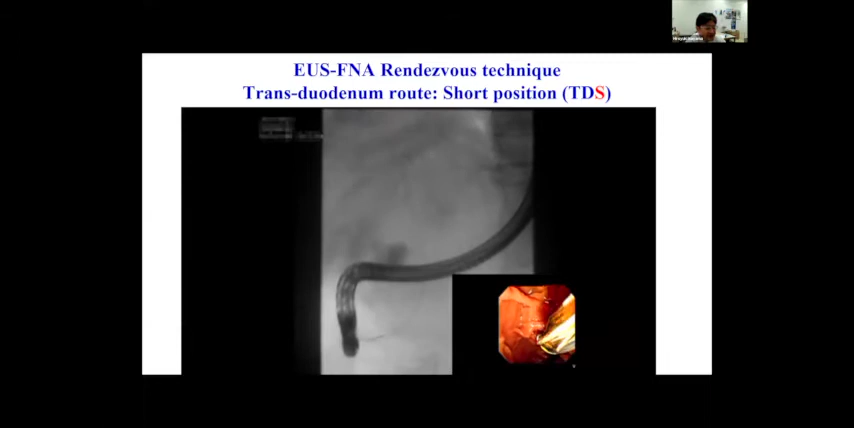 EUS-FNA Rendezvous technique
Trans-duodenum route: Short position (TDS)